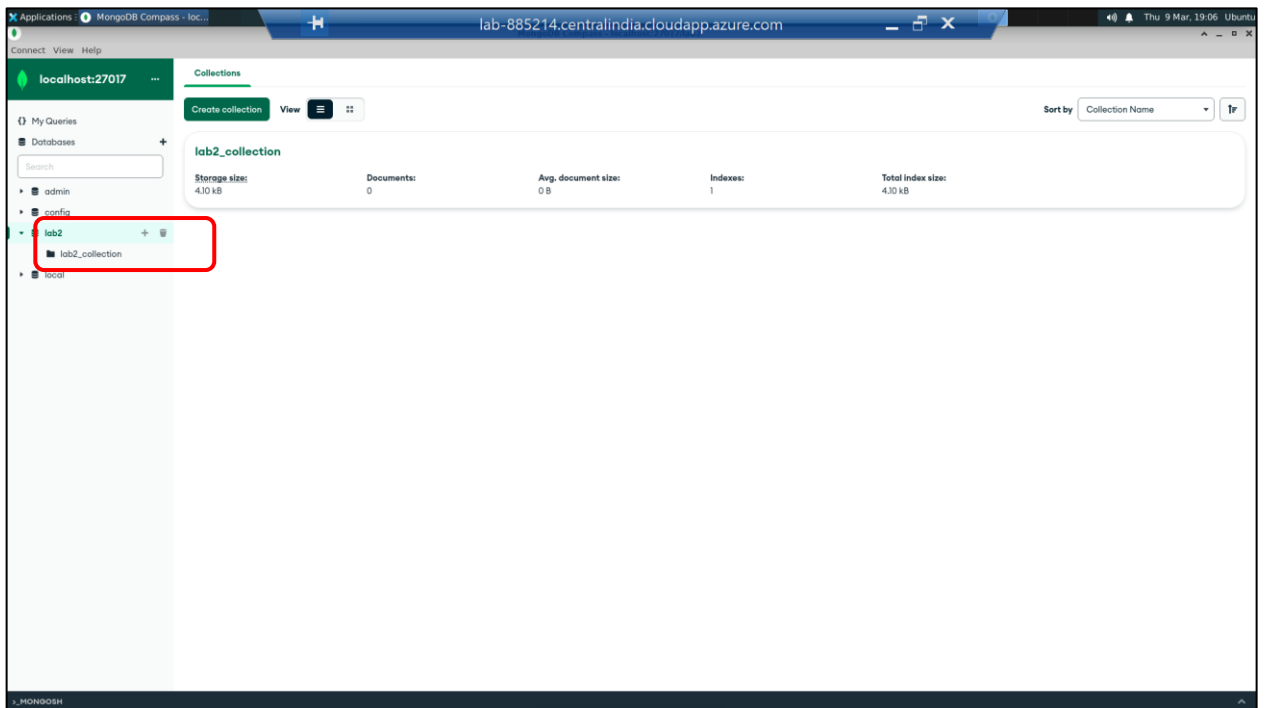 Applications : MongoDB Compass - loc...
lab-885214.centralindia.cloudapp.azure.com
Thu 9 Mar, 19:06 Ubuntu
Connect View Help
localhost:27017 ...
Collections
Create collection View
Sort by Collection Name
{} My Queries
Databases +
Search
lab2_collection
Storage size: Documents: Avg. document size: Indexes: Total index size:
4.10 kB 0 0 B 1 4.10 kB
admin
config
lab2 +
lab2_collection
local
>_MONGOSH